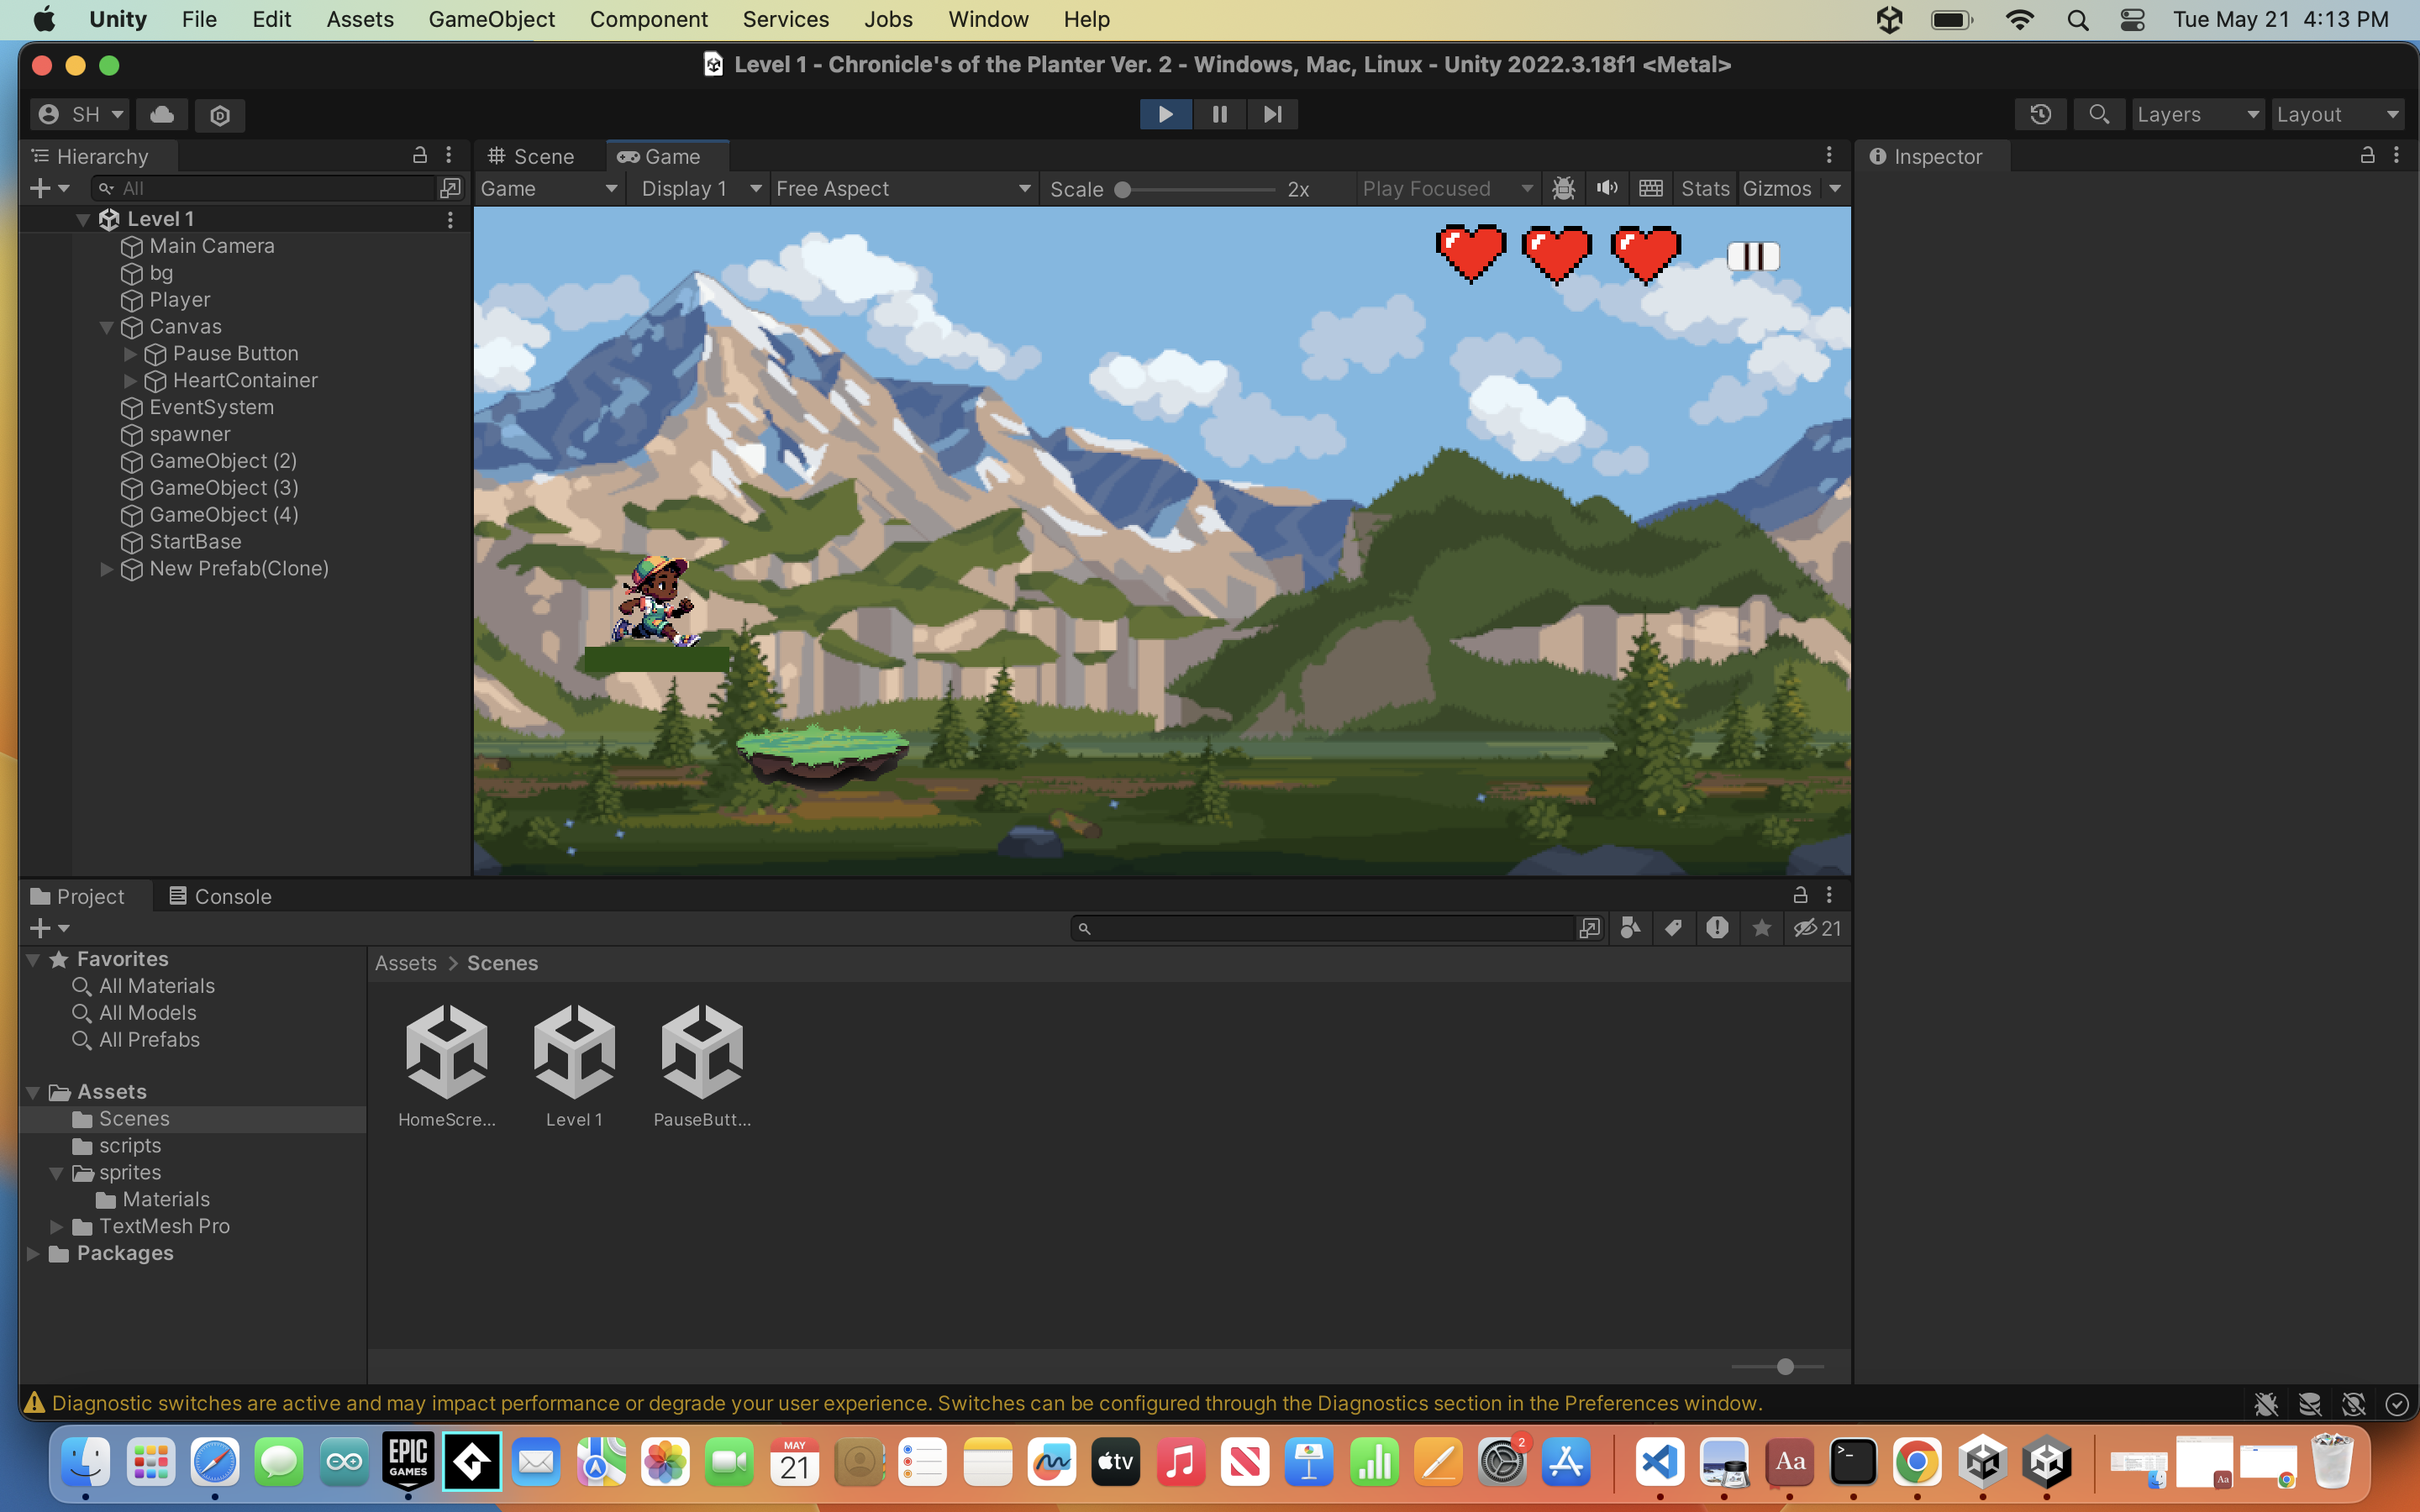 Unity File Edit Assets GameObject Component Services Jobs Window Help Tue May 21 4:13 PM
Level 1 - Chronicle's of the Planter Ver. 2 - Windows, Mac, Linux - Unity 2022.3.18f1 <Metal>
SH Layers Layout
Hierarchy Scene Game Inspector
All Game Display 1 Free Aspect Scale 2x Play Focused Stats Gizmos
Level 1
Main Camera
bg
Player
Canvas
Pause Button
HeartContainer
EventSystem
spawner
GameObject (2)
GameObject (3)
GameObject (4)
StartBase
New Prefab(Clone)
Project Console
21
Favorites
All Materials
All Models
All Prefabs
Assets
Scenes
scripts
sprites
Materials
TextMesh Pro
Packages
Assets > Scenes
HomeScre... Level 1 PauseButt...
Diagnostic switches are active and may impact performance or degrade your user experience. Switches can be configured through the Diagnostics section in the Preferences window.
EPIC
GAMES
MAY
21
tv
2
Aa
>_
Aa